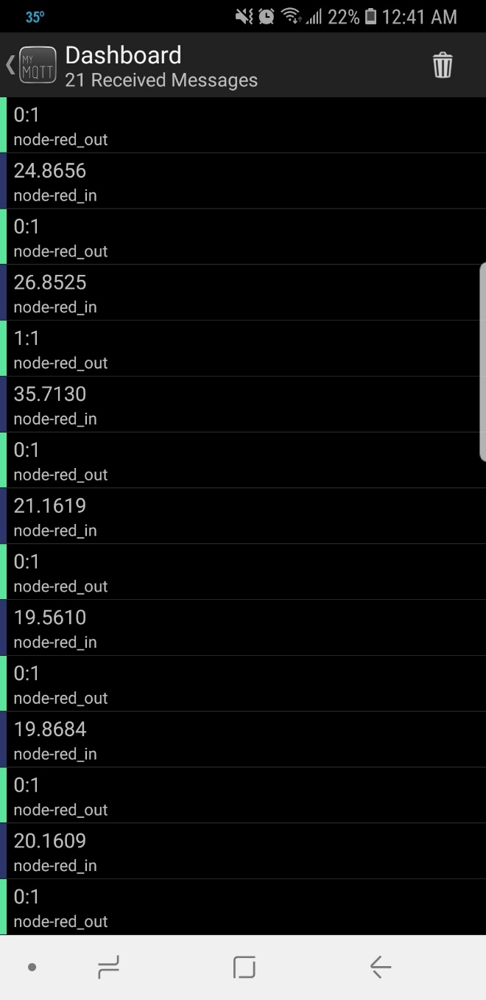 35° 22% 12:41 AM
MY
MQTT
Dashboard
21 Received Messages
0:1
node-red_out
24.8656
node-red_in
0:1
node-red_out
26.8525
node-red_in
1:1
node-red_out
35.7130
node-red_in
0:1
node-red_out
21.1619
node-red_in
0:1
node-red_out
19.5610
node-red_in
0:1
node-red_out
19.8684
node-red_in
0:1
node-red_out
20.1609
node-red_in
0:1
node-red_out